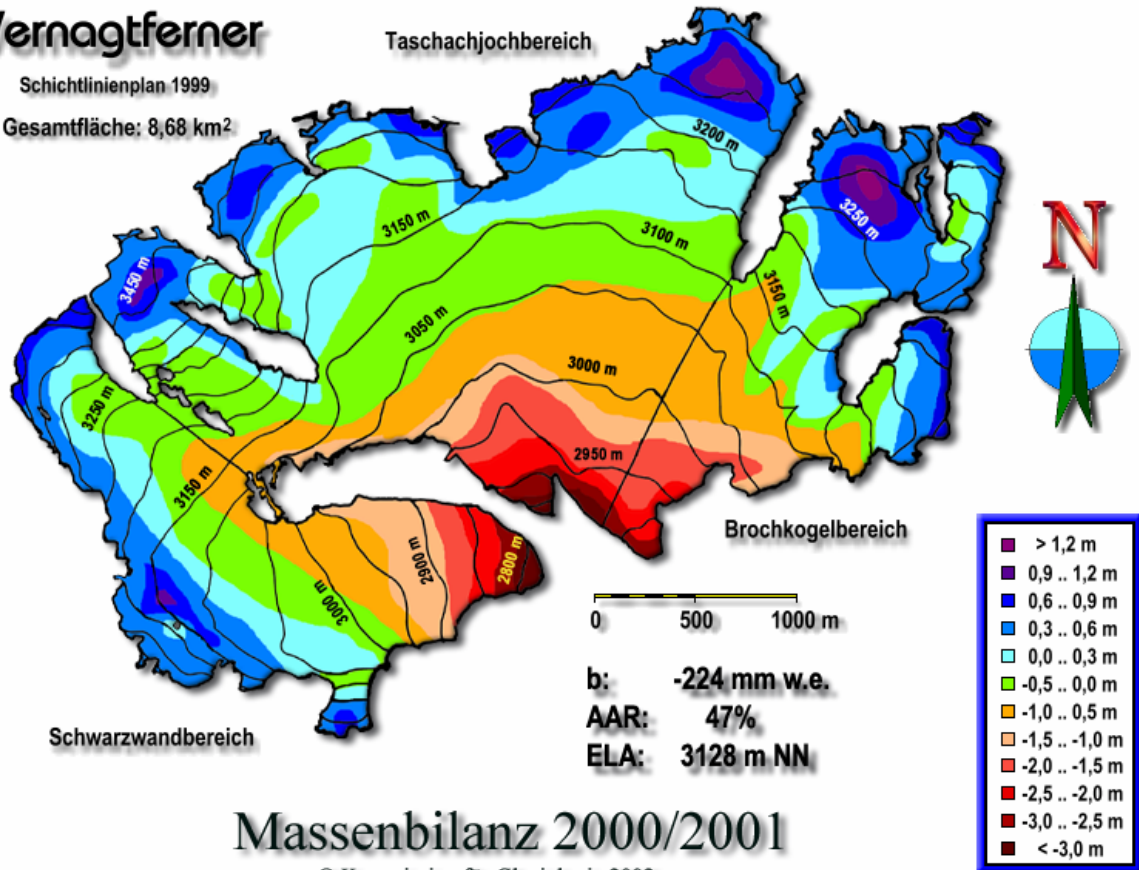 Vernagtferner
Schichtlinienplan 1999
Gesamtfläche: 8,68 km²
Taschachjochbereich
3200 m
3250 m
3150 m
3100 m
3150 m
3450 m
3050 m
3000 m
3250 m
2950 m
3150 m
Brochkogelbereich
2900 m
2800 m
3000 m
N
0 500 1000 m
b: -224 mm w.e.
AAR: 47%
ELA: 3128 m NN
Schwarzwandbereich
> 1,2 m
0,9 .. 1,2 m
0,6 .. 0,9 m
0,3 .. 0,6 m
0,0 .. 0,3 m
-0,5 .. 0,0 m
-1,0 .. 0,5 m
-1,5 .. -1,0 m
-2,0 .. -1,5 m
-2,5 .. -2,0 m
-3,0 .. -2,5 m
< -3,0 m
Massenbilanz 2000/2001